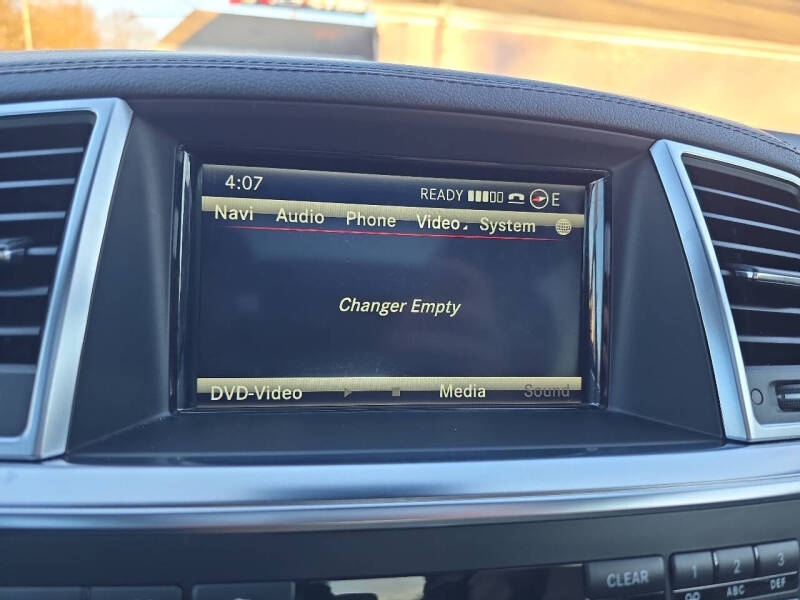 4:07 READY E
Navi Audio Phone Video System
Changer Empty
DVD-Video Media Sound
CLEAR 1 2 3
ABC DEF